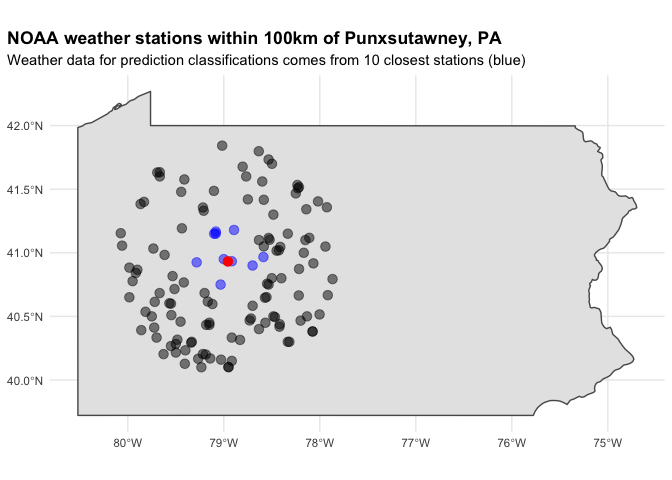 NOAA weather stations within 100km of Punxsutawney, PA
Weather data for prediction classifications comes from 10 closest stations (blue)
42.0°N
41.5°N
41.0°N
40.5°N
40.0°N
80°W 79°W 78°W 77°W 76°W 75°W